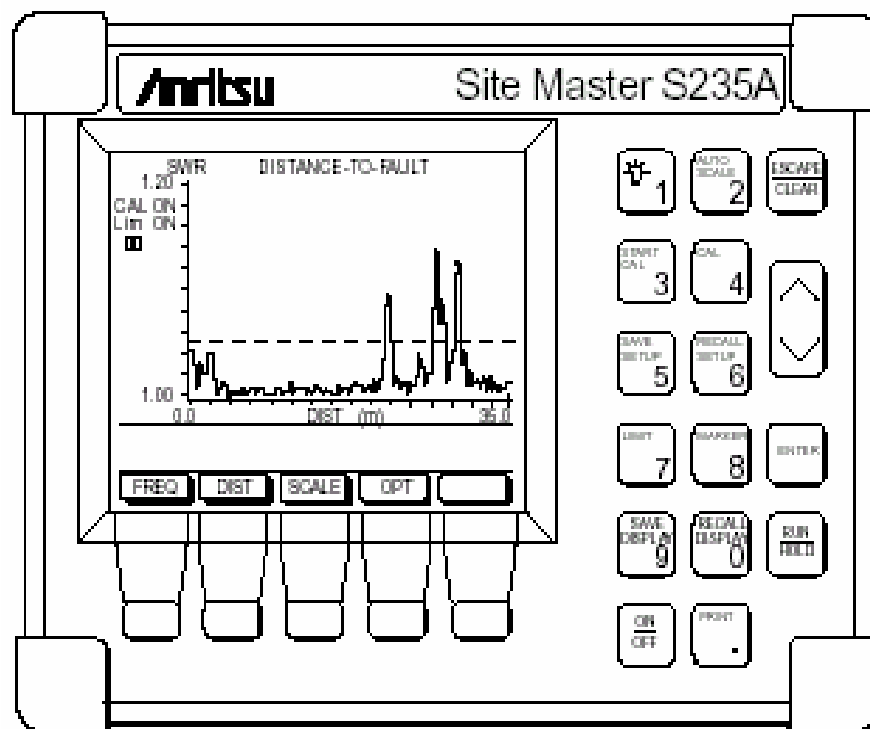 Anritsu
Site Master S235A
SWR
DISTANCE-TO-FAULT
1.20
CAL ON
Lim ON
1.00
0.0
DIST (m)
35.0
FREQ
DIST
SCALE
OPT
1
AUTO
SCALE
2
ESCAPE
CLEAR
START
CAL
3
CAL
4
SAVE
SETUP
5
RECALL
SETUP
6
LIMIT
7
MARKER
8
ENTER
SAVE
DISPLAY
9
RECALL
DISPLAY
0
RUN
HOLD
ON
OFF
PRINT
.